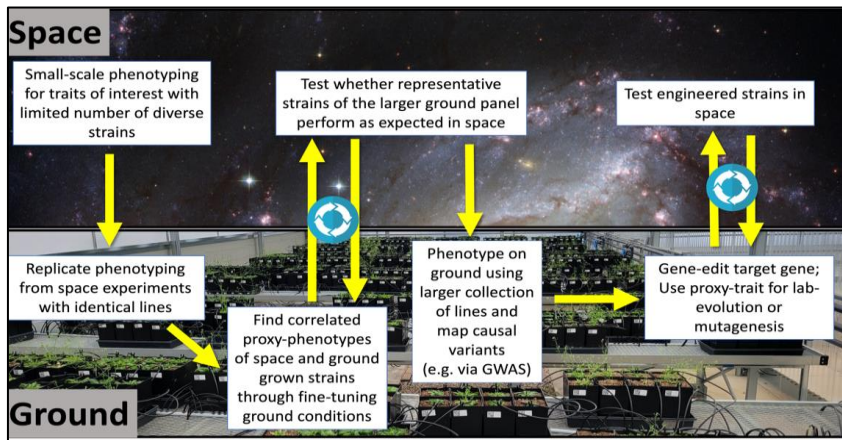 Space
Small-scale phenotyping
for traits of interest with
limited number of diverse
strains
Test whether representative
strains of the larger ground panel
perform as expected in space
Test engineered strains in
space
Replicate phenotyping
from space experiments
with identical lines
Find correlated
proxy-phenotypes
of space and ground
grown strains
through fine-tuning
ground conditions
Phenotype on
ground using
larger collection
of lines and
map causal
variants
(e.g. via GWAS)
Gene-edit target gene;
Use proxy-trait for lab-
evolution or
mutagenesis
Ground